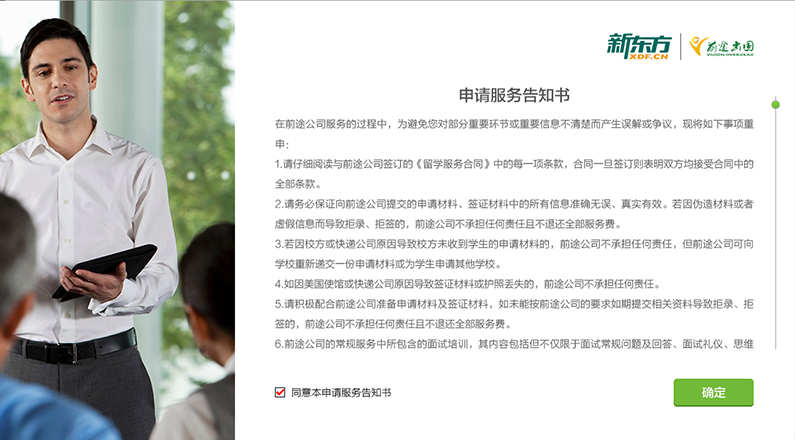 新东方
XDF.CN
前途出国
VISION OVERSEAS
申请服务告知书
在前途公司服务的过程中，为避免您对部分重要环节或重要信息不清楚而产生误解或争议，现将如下事项重
申：
1.请仔细阅读与前途公司签订的《留学服务合同》中的每一项条款，合同一旦签订则表明双方均接受合同中的
全部条款。
2.请务必保证向前途公司提交的申请材料、签证材料中的所有信息准确无误、真实有效。若因伪造材料或者
虚假信息而导致拒录、拒签的，前途公司不承担任何责任且不退还全部服务费。
3.若因校方或快递公司原因导致校方未收到学生的申请材料的，前途公司不承担任何责任，但前途公司可向
学校重新递交一份申请材料或为学生申请其他学校。
4.如因美国使馆或快递公司原因导致签证材料或护照丢失的，前途公司不承担任何责任。
5.请积极配合前途公司准备申请材料及签证材料，如未能按前途公司的要求如期提交相关资料导致拒录、拒
签的，前途公司不承担任何责任且不退还全部服务费。
6.前途公司的常规服务中所包含的面试培训，其内容包括但不仅限于面试常规问题及回答、面试礼仪、思维
同意本申请服务告知书
确定